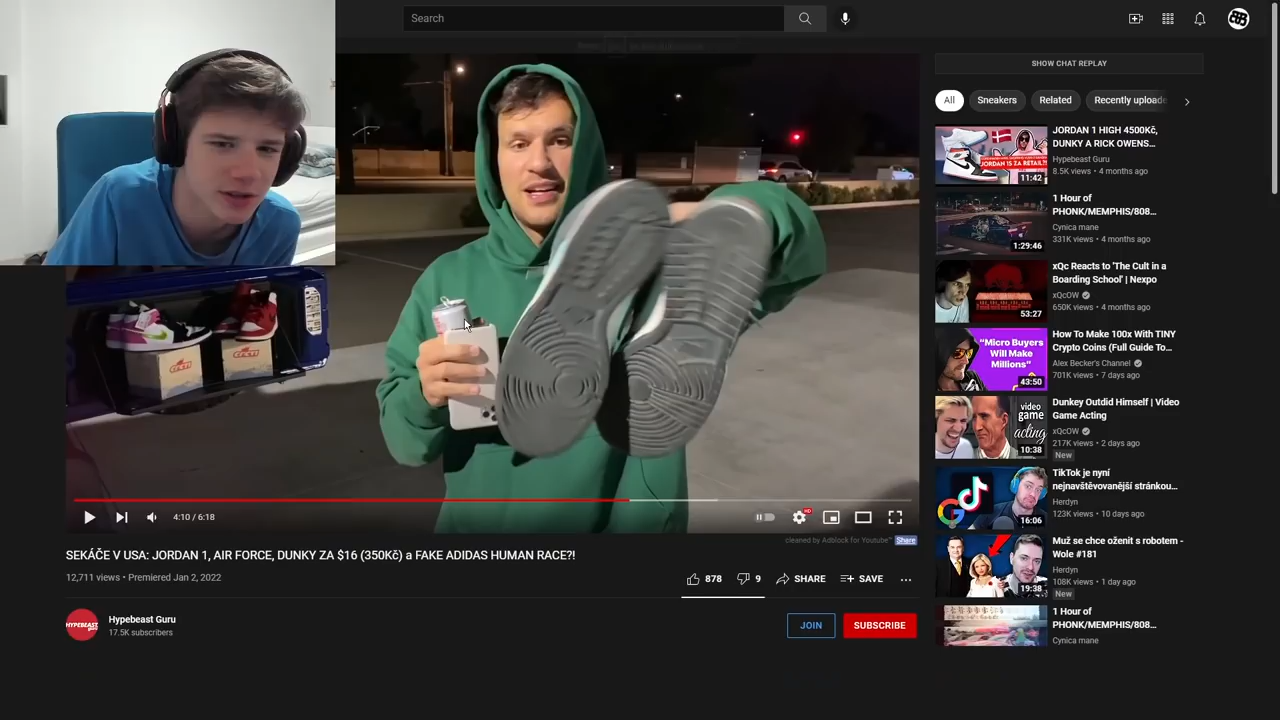 Search
SHOW CHAT REPLAY
All
Sneakers
Related
Recently uploade
JORDAN 1 HIGH 4500Kč,
DUNKY A RICK OWENS...
Hypebeast Guru
8.5K views • 4 months ago
11:42
1 Hour of
PHONK/MEMPHIS/808...
Cynica mane
331K views • 4 months ago
1:29:46
xQc Reacts to 'The Cult in a
Boarding School' | Nexpo
xQcOW
650K views • 4 months ago
53:27
How To Make 100x With TINY
Crypto Coins (Full Guide To...
Alex Becker's Channel
701K views • 7 days ago
"Micro Buyers
Will Make
Millions"
43:50
Dunkey Outdid Himself | Video
Game Acting
xQcOW
217K views • 2 days ago
New
video
game
acting
10:38
TikTok je nyní
nejnavštěvovanější stránkou...
Herdyn
123K views • 10 days ago
16:06
Muž se chce oženit s robotem -
Wole #181
Herdyn
108K views • 1 day ago
New
19:38
1 Hour of
PHONK/MEMPHIS/808...
Cynica mane
4:10 / 6:18
HD
cleaned by Adblock for Youtube™
Share
SEKÁČE V USA: JORDAN 1, AIR FORCE, DUNKY ZA $16 (350Kč) a FAKE ADIDAS HUMAN RACE?!
12,711 views • Premiered Jan 2, 2022
878
9
SHARE
SAVE
HYPEBEAST
Hypebeast Guru
17.5K subscribers
JOIN
SUBSCRIBE